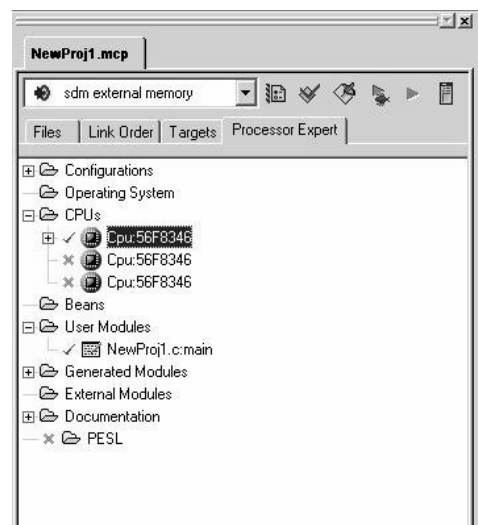 NewProj1.mcp
sdm external memory
Files Link Order Targets Processor Expert
Configurations
Operating System
CPUs
Cpu:56F8346
Cpu:56F8346
Cpu:56F8346
Beans
User Modules
NewProj1.c:main
Generated Modules
External Modules
Documentation
PESL